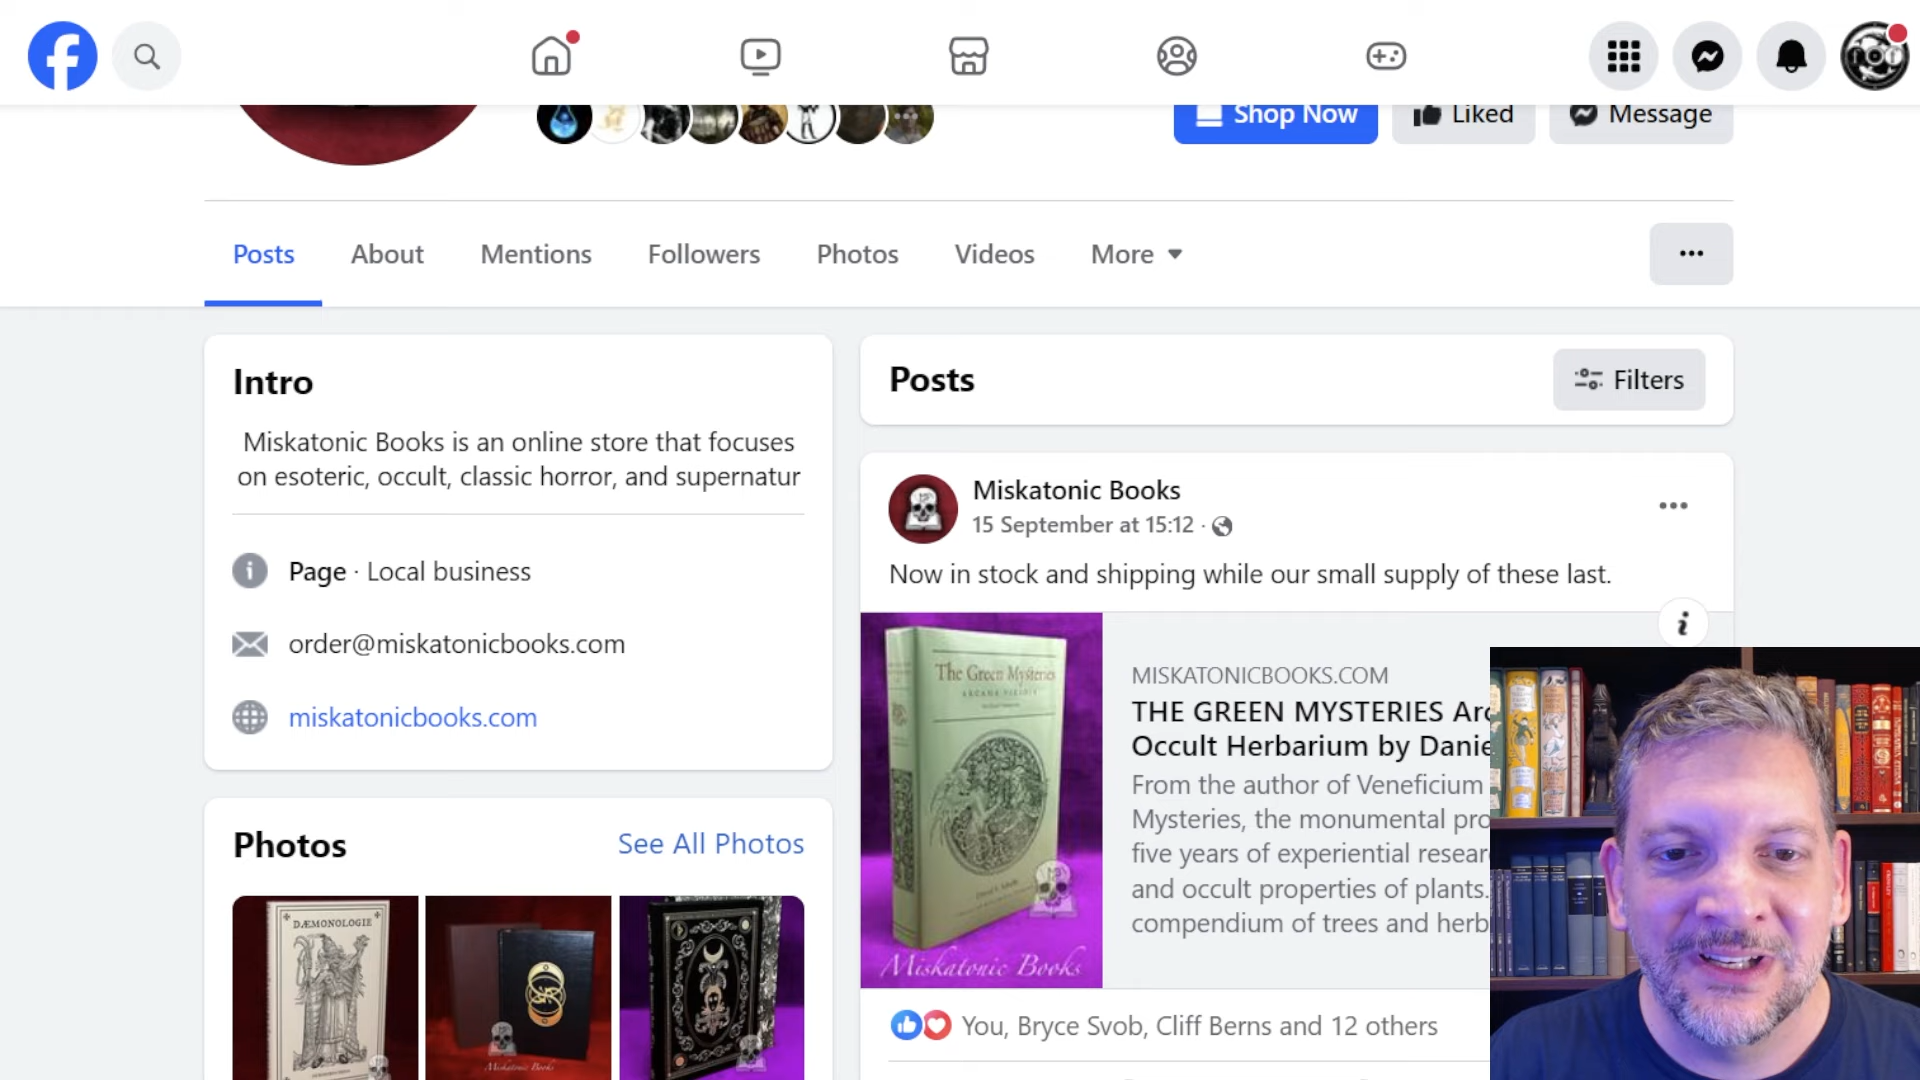 Shop Now
Liked
Message
Posts
About
Mentions
Followers
Photos
Videos
More
Intro
Miskatonic Books is an online store that focuses
on esoteric, occult, classic horror, and supernatur
Page · Local business
order@miskatonicbooks.com
miskatonicbooks.com
Photos
See All Photos
DÆMONOLOGIE
Miskatonic Books
Posts
Filters
Miskatonic Books
15 September at 15:12 ·
Now in stock and shipping while our small supply of these last.
The Green Mysteries
ARCANA VIRIDIA
Miskatonic Books
MISKATONICBOOKS.COM
THE GREEN MYSTERIES Arc
Occult Herbarium by Danie
From the author of Veneficium
Mysteries, the monumental pro
five years of experiential resear
and occult properties of plants.
compendium of trees and herb
You, Bryce Svob, Cliff Berns and 12 others